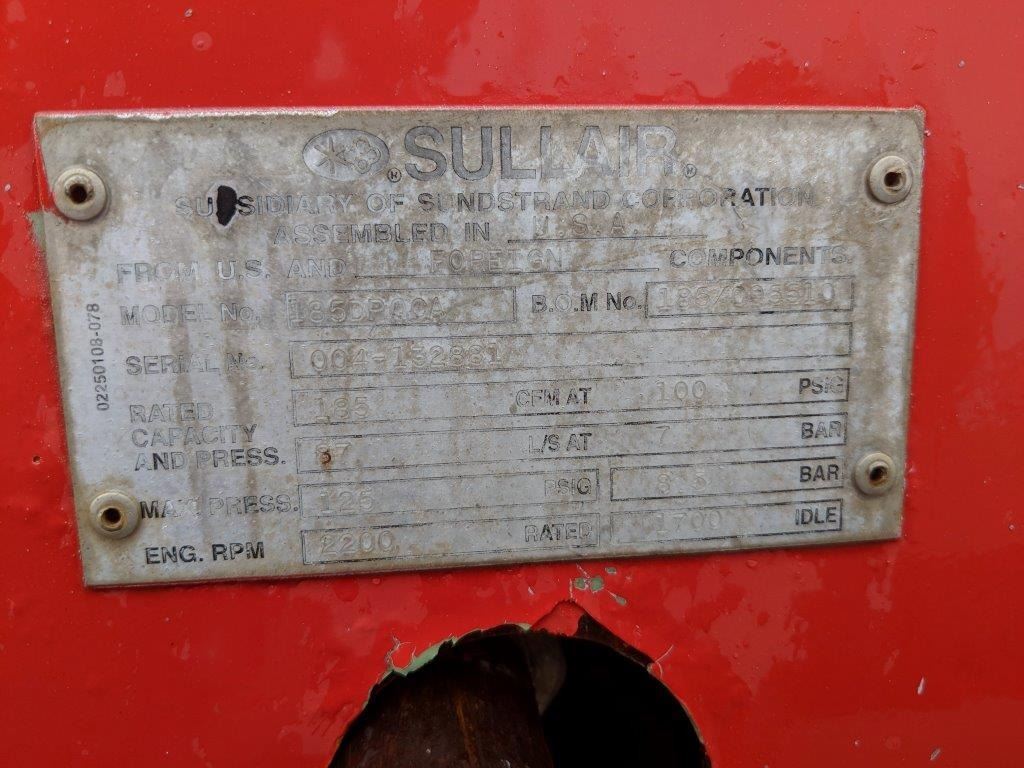 SULLAIR®
SUBSIDIARY OF SUNDSTRAND CORPORATION
ASSEMBLED IN U.S.A.
FROM U.S. AND FOREIGN COMPONENTS.
MODEL No. B.O.M No.
SERIAL No. 004-132881
RATED CAPACITY AND PRESS.
185 CFM AT 100 PSIG
87 L/S AT 7 BAR
MAX PRESS. 125 PSIG BAR
ENG. RPM 2200 RATED 1700 IDLE
02250108-078